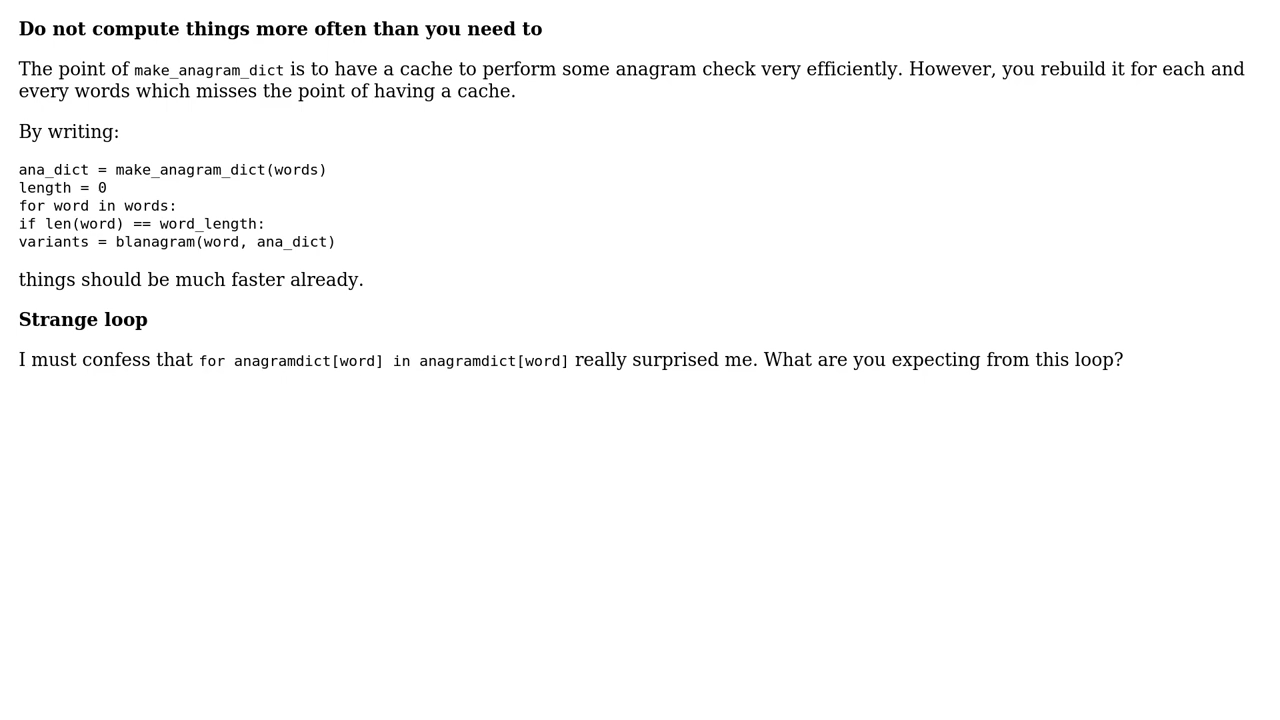 Do not compute things more often than you need to
The point of make_anagram_dict is to have a cache to perform some anagram check very efficiently. However, you rebuild it for each and
every words which misses the point of having a cache.
By writing:
ana_dict = make_anagram_dict(words)
length = 0
for word in words:
if len(word) == word_length:
variants = blanagram(word, ana_dict)
things should be much faster already.
Strange loop
I must confess that for anagramdict[word] in anagramdict[word] really surprised me. What are you expecting from this loop?